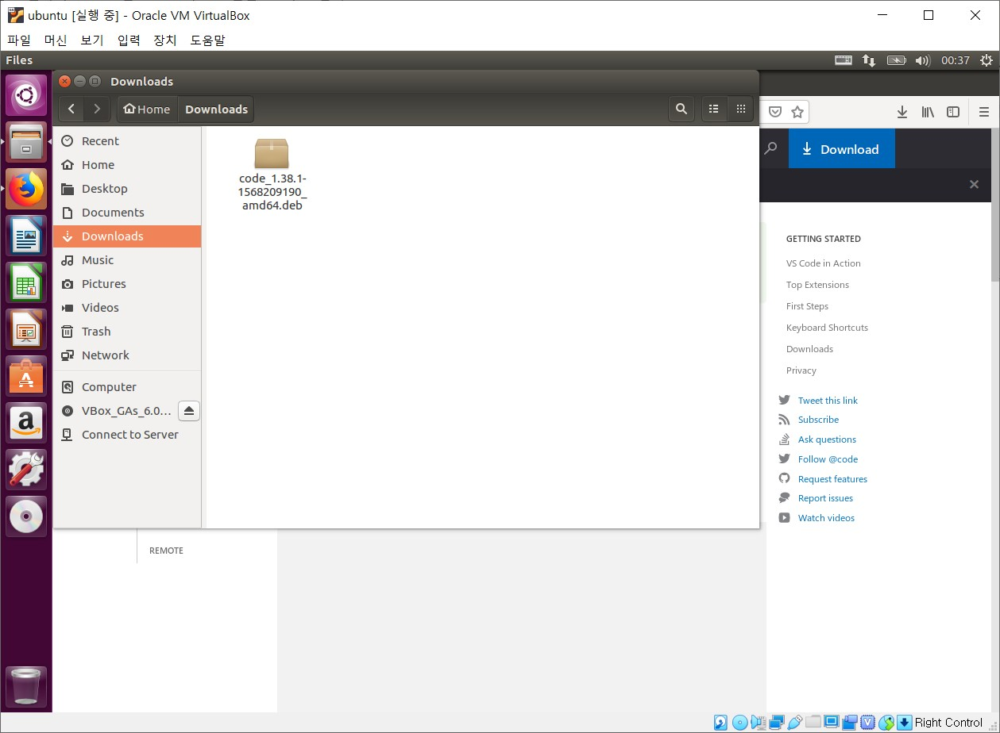 ubuntu [실행 중] - Oracle VM VirtualBox
파일 머신 보기 입력 장치 도움말
Files
00:37
Downloads
Home Downloads
Download
Recent
Home
Desktop
Documents
Downloads
Music
Pictures
Videos
Trash
Network
Computer
VBox_GAs_6.0...
Connect to Server
code_1.38.1-
1568209190_
amd64.deb
GETTING STARTED
VS Code in Action
Top Extensions
First Steps
Keyboard Shortcuts
Downloads
Privacy
Tweet this link
Subscribe
Ask questions
Follow @code
Request features
Report issues
Watch videos
REMOTE
Right Control